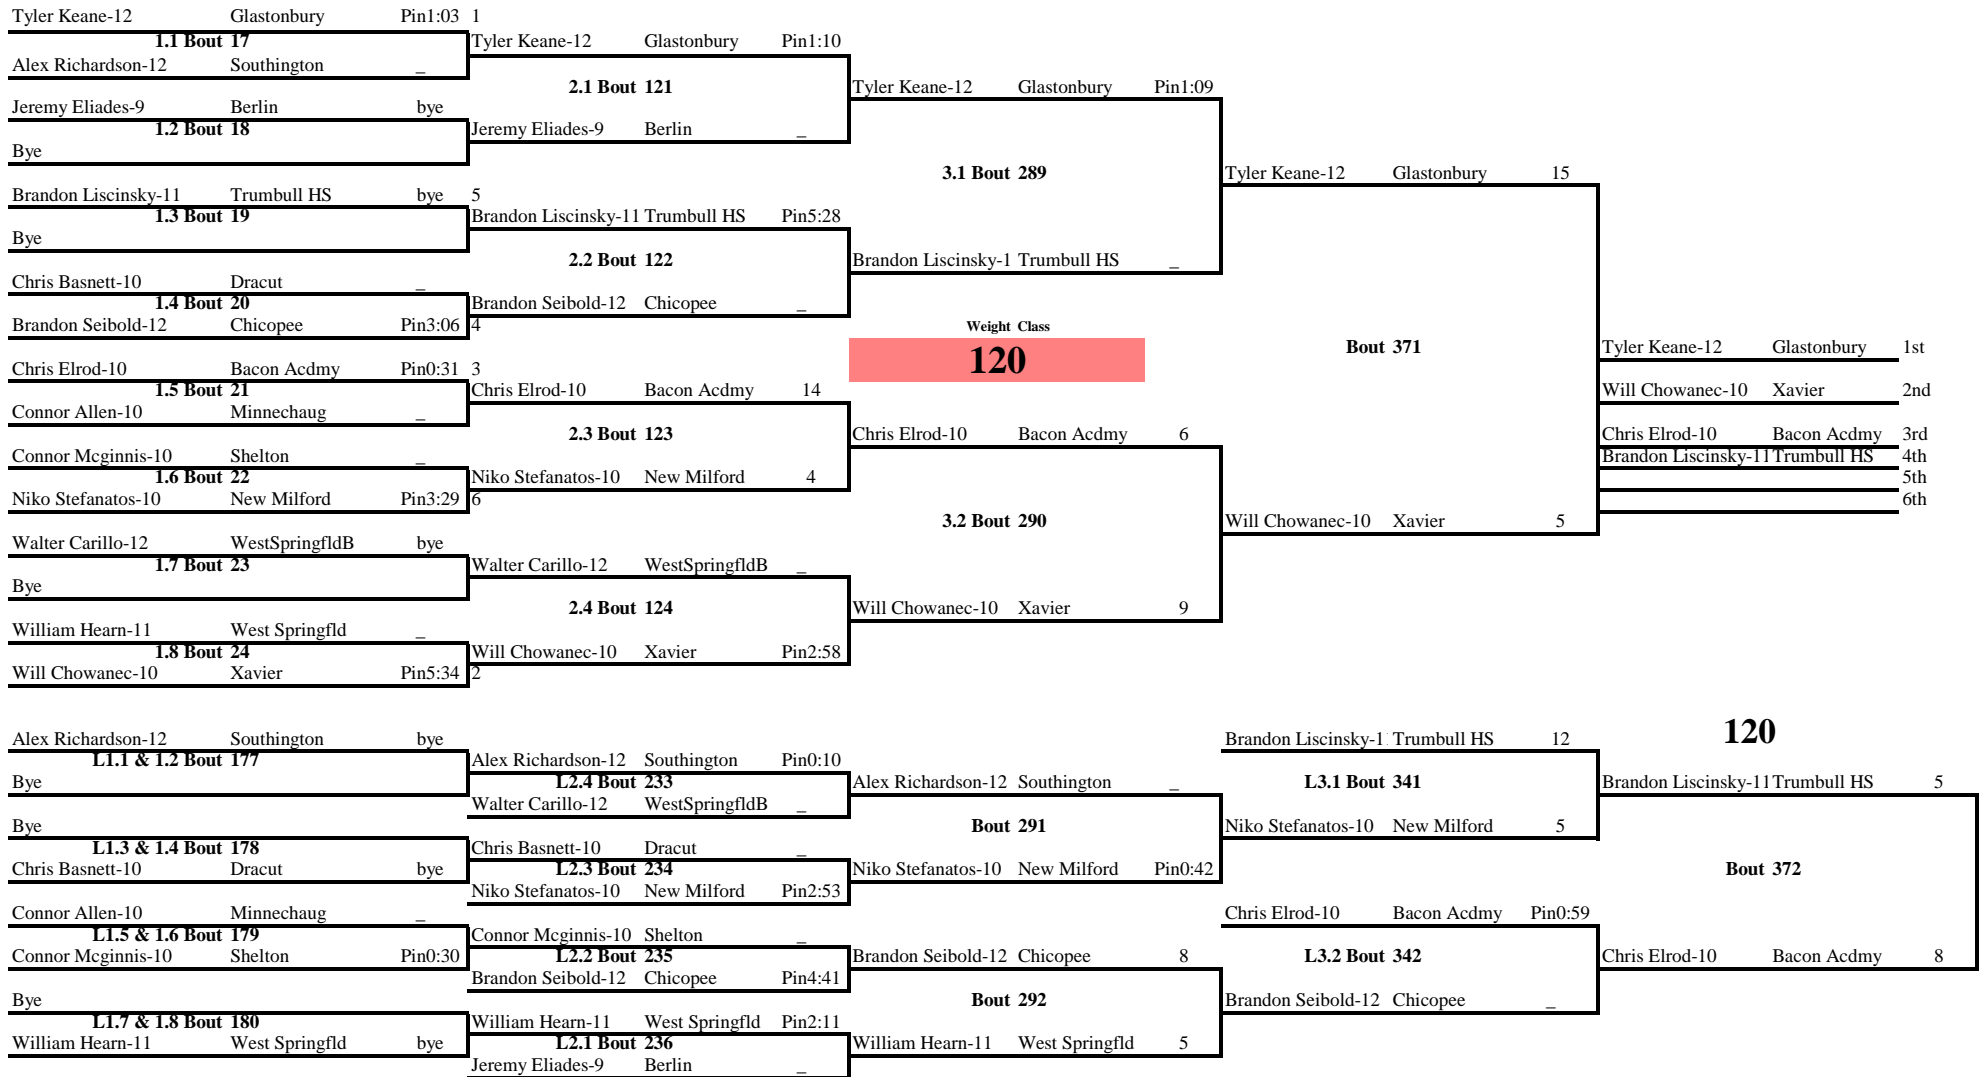 Tyler Keane-12 Glastonbury Pin1:03 1
1.1 Bout 17
Alex Richardson-12 Southington _
Jeremy Eliades-9 Berlin bye
1.2 Bout 18
Bye
Brandon Liscinsky-11 Trumbull HS bye 5
1.3 Bout 19
Bye
Chris Basnett-10 Dracut _
1.4 Bout 20
Brandon Seibold-12 Chicopee Pin3:06 4
Chris Elrod-10 Bacon Acdmy Pin0:31 3
1.5 Bout 21
Connor Allen-10 Minnechaug _
Connor Mcginnis-10 Shelton _
1.6 Bout 22
Niko Stefanatos-10 New Milford Pin3:29 6
Walter Carillo-12 WestSpringfldB bye
1.7 Bout 23
Bye
William Hearn-11 West Springfld _
1.8 Bout 24
Will Chowanec-10 Xavier Pin5:34 2
Tyler Keane-12 Glastonbury Pin1:10
2.1 Bout 121
Jeremy Eliades-9 Berlin _
Brandon Liscinsky-11 Trumbull HS Pin5:28
2.2 Bout 122
Brandon Seibold-12 Chicopee _
Chris Elrod-10 Bacon Acdmy 14
2.3 Bout 123
Niko Stefanatos-10 New Milford 4
Walter Carillo-12 WestSpringfldB _
2.4 Bout 124
Will Chowanec-10 Xavier Pin2:58
Tyler Keane-12 Glastonbury Pin1:09
3.1 Bout 289
Brandon Liscinsky-1 Trumbull HS _
Weight Class
120
Chris Elrod-10 Bacon Acdmy 6
3.2 Bout 290
Will Chowanec-10 Xavier 9
Tyler Keane-12 Glastonbury 15
Bout 371
Will Chowanec-10 Xavier 5
Tyler Keane-12 Glastonbury 1st
Will Chowanec-10 Xavier 2nd
Chris Elrod-10 Bacon Acdmy 3rd
Brandon Liscinsky-11 Trumbull HS 4th
5th
6th
Alex Richardson-12 Southington bye
L1.1 & 1.2 Bout 177
Bye
Bye
L1.3 & 1.4 Bout 178
Chris Basnett-10 Dracut bye
Connor Allen-10 Minnechaug _
L1.5 & 1.6 Bout 179
Connor Mcginnis-10 Shelton Pin0:30
Bye
L1.7 & 1.8 Bout 180
William Hearn-11 West Springfld bye
Alex Richardson-12 Southington Pin0:10
L2.4 Bout 233
Walter Carillo-12 WestSpringfldB _
Chris Basnett-10 Dracut _
L2.3 Bout 234
Niko Stefanatos-10 New Milford Pin2:53
Connor Mcginnis-10 Shelton _
L2.2 Bout 235
Brandon Seibold-12 Chicopee Pin4:41
William Hearn-11 West Springfld Pin2:11
L2.1 Bout 236
Jeremy Eliades-9 Berlin _
Alex Richardson-12 Southington _
Bout 291
Niko Stefanatos-10 New Milford Pin0:42
Brandon Seibold-12 Chicopee 8
Bout 292
William Hearn-11 West Springfld 5
Brandon Liscinsky-1 Trumbull HS 12
L3.1 Bout 341
Niko Stefanatos-10 New Milford 5
Chris Elrod-10 Bacon Acdmy Pin0:59
L3.2 Bout 342
Brandon Seibold-12 Chicopee _
120
Brandon Liscinsky-11 Trumbull HS 5
Bout 372
Chris Elrod-10 Bacon Acdmy 8